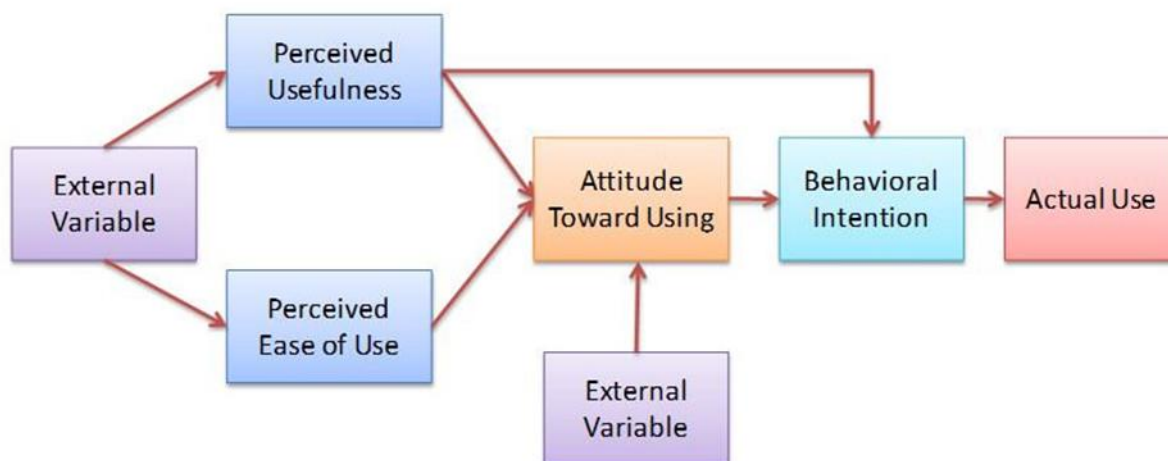 Perceived
Usefulness
External
Variable
Attitude
Toward Using
Behavioral
Intention
Actual Use
Perceived
Ease of Use
External
Variable